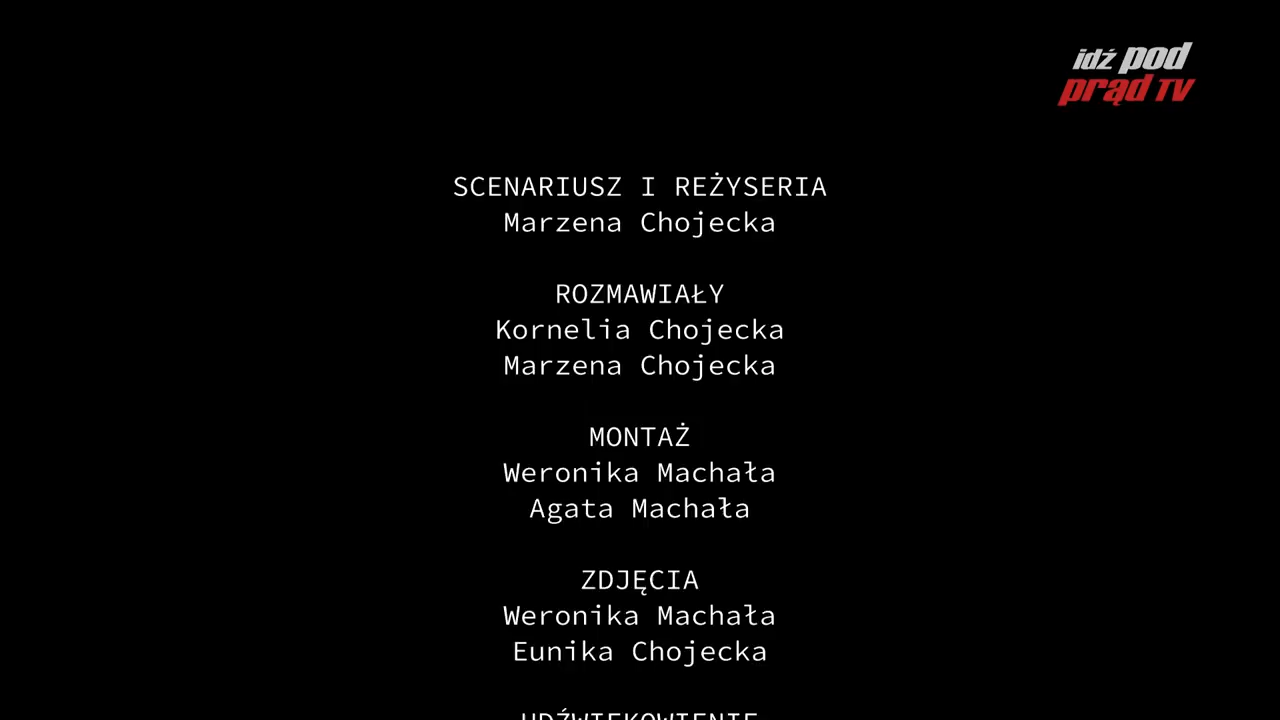 idź pod
prąd TV
SCENARIUSZ I REŻYSERIA
Marzena Chojecka
ROZMAWIAŁY
Kornelia Chojecka
Marzena Chojecka
MONTAŻ
Weronika Machała
Agata Machała
ZDJĘCIA
Weronika Machała
Eunika Chojecka
UDŹWIĘKOWIENIE